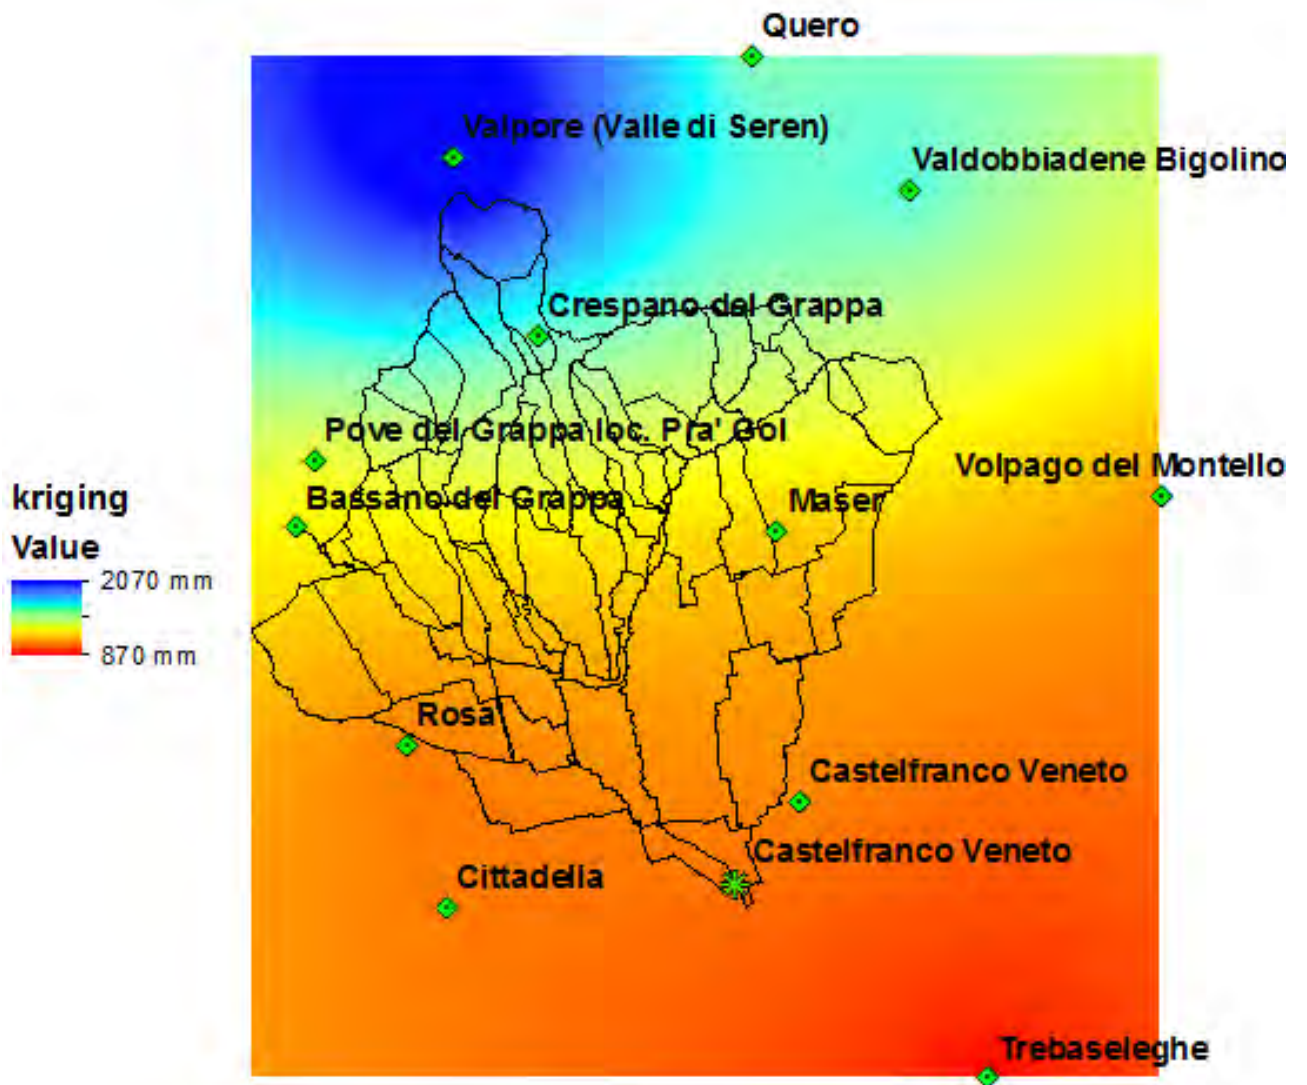 Quero
Valpore (Valle di Seren)
Valdobbiadene Bigolino
Crespano del Grappa
Pove del Grappa loc. Pra' Gol
Volpago del Montello
kriging
Bassano del Grappa
Maser
Value
2070 mm
870 mm
Rosa'
Castelfranco Veneto
Castelfranco Veneto
Cittadella
Trebaseleghe